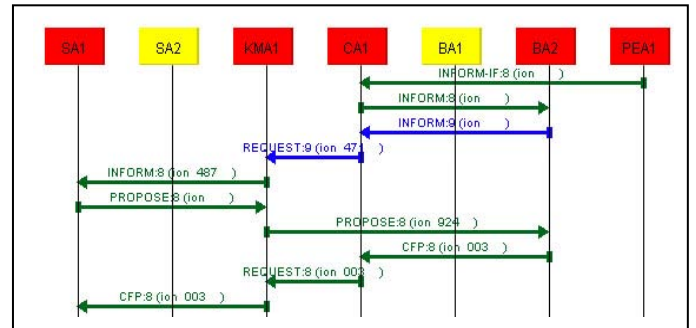 SA1 SA2 KMA1 CA1 BA1 BA2 PEA1
INFORM-IF:8 (ion )
INFORM:8 (ion )
INFORM:9 (ion )
REQUEST:9 (ion 471 )
INFORM:8 (ion 487 )
PROPOSE:8 (ion )
PROPOSE:8 (ion 924 )
CFP:8 (ion 003 )
REQUEST:8 (ion 003 )
CFP:8 (ion 003 )